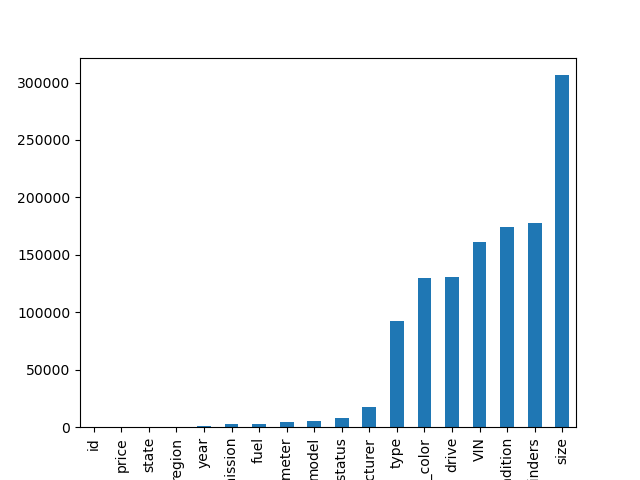 300000
250000
200000
150000
100000
50000
0
id
price
state
region
year
ission
fuel
meter
model
status
cturer
type
_color
drive
VIN
dition
inders
size